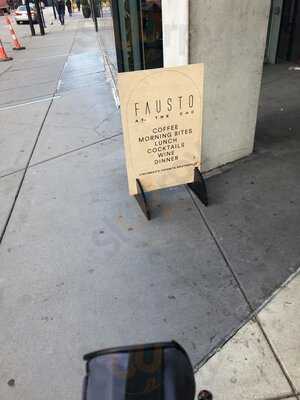 FAUSTO
AT THE CAC
COFFEE
MORNING BITES
LUNCH
COCKTAILS
WINE
DINNER